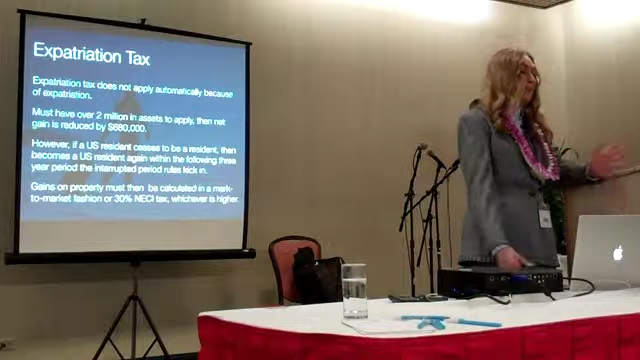 Expatriation Tax
Expatriation tax does not apply automatically because
of expatriation.
Must have over 2 million in assets to apply, then net
gain is reduced by $680,000.
However, if a US resident ceases to be a resident, then
becomes a US resident again within the following three
year period the interrupted period rules kick in.
Gains on property must then be calculated in a merk-
to-market fashion or 30% NECI tax, whichever is higher.